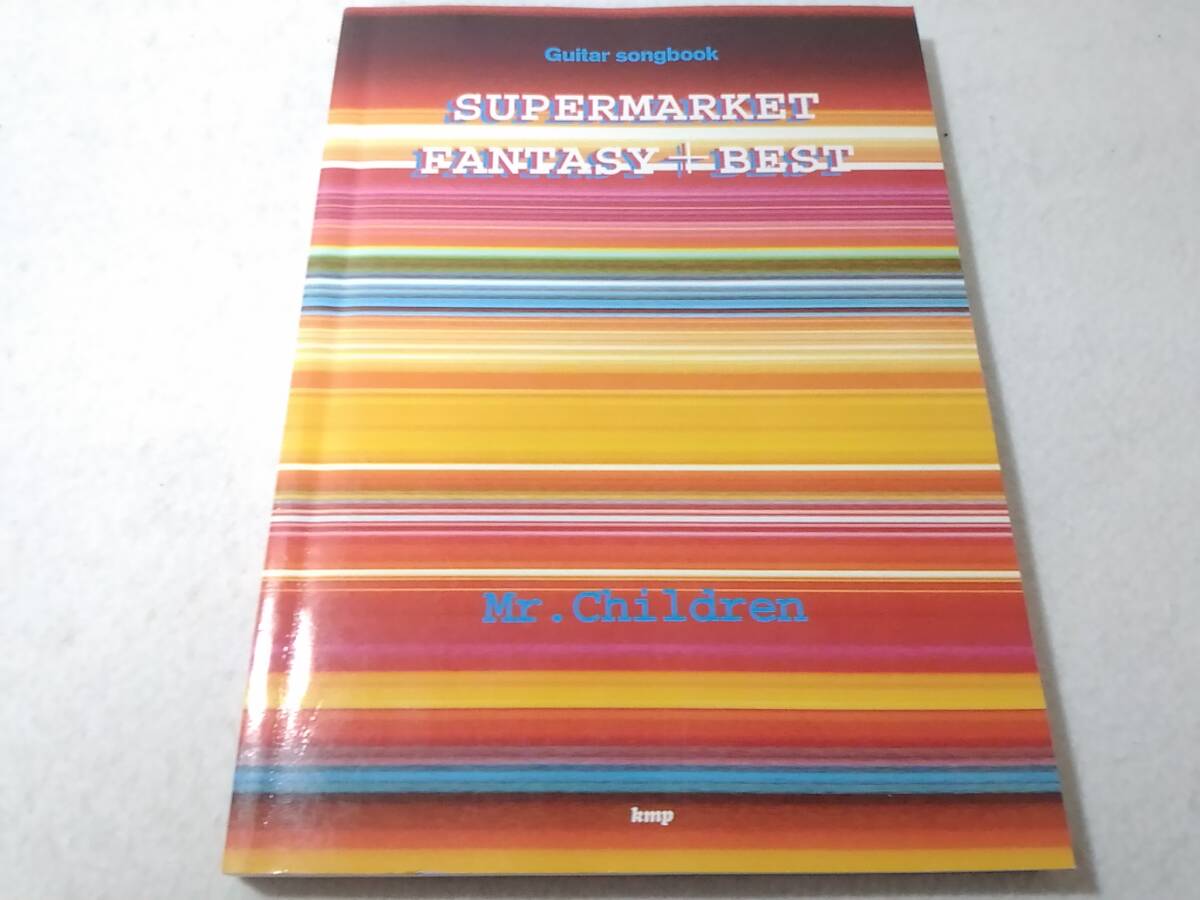 Guitar songbook
SUPERMARKET
FANTASY+BEST
Mr.Children
kmp